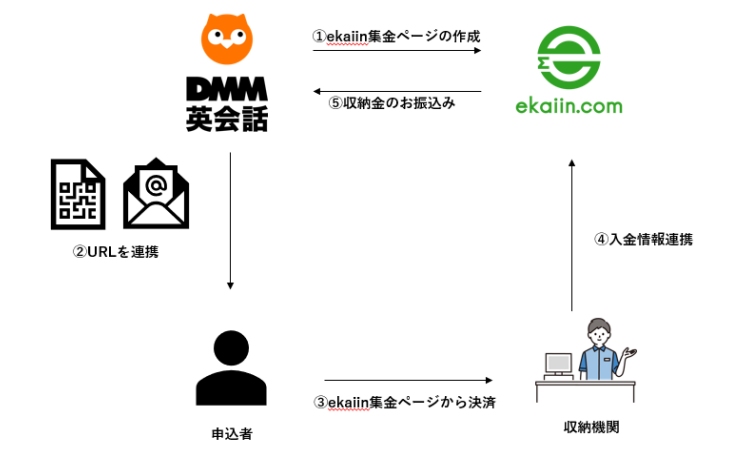 ①ekaiin集金ページの作成
⑤収納金のお振込み
DMM
英会話
ekaiin.com
@
②URLを連携
④入金情報連携
③ekaiin集金ページから決済
申込者
収納機関